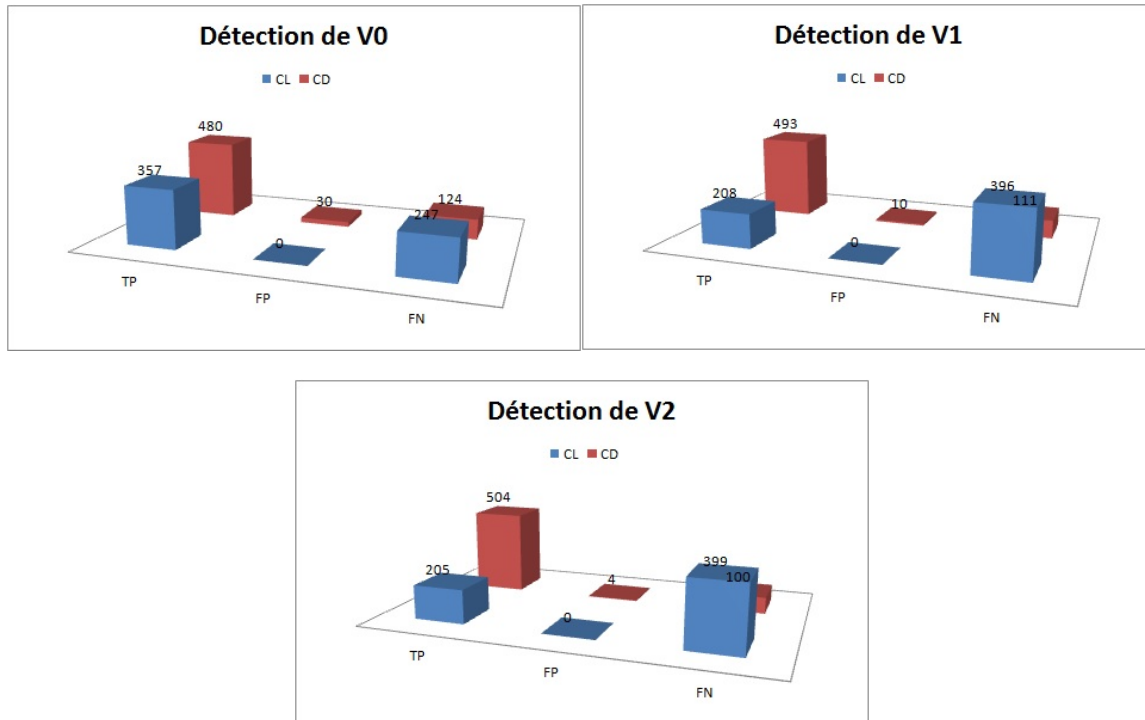 Détection de V0
CL CD
480
357
30
124
247
0
TP
FP
FN
Détection de V1
CL CD
493
208
396
111
10
0
TP
FP
FN
Détection de V2
CL CD
504
205
399
100
4
0
TP
FP
FN